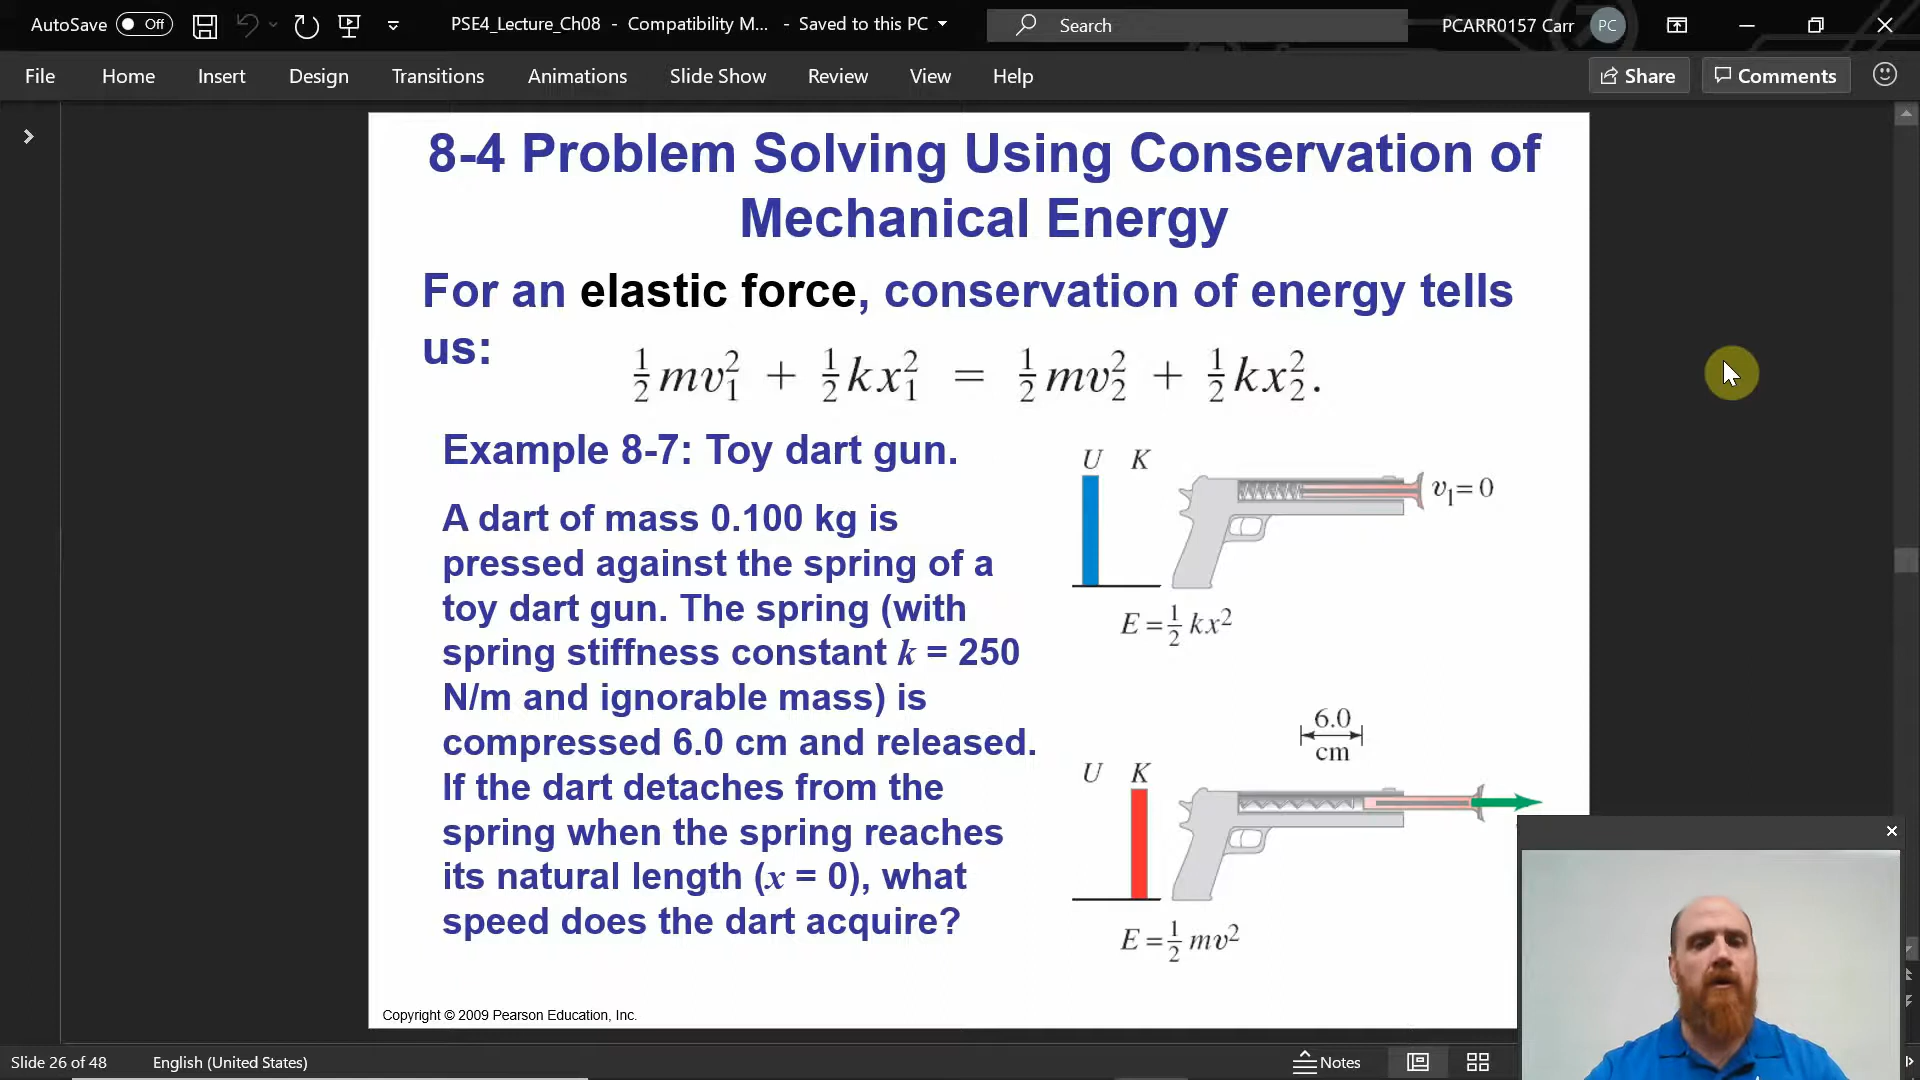 AutoSave Off PSE4_Lecture_Ch08 - Compatibility M... - Saved to this PC Search PCARR0157 Carr PC
File Home Insert Design Transitions Animations Slide Show Review View Help Share Comments
8-4 Problem Solving Using Conservation of
Mechanical Energy
For an elastic force, conservation of energy tells
us:
½mv₁² + ½kx₁² = ½mv₂² + ½kx₂².
Example 8-7: Toy dart gun.
A dart of mass 0.100 kg is
pressed against the spring of a
toy dart gun. The spring (with
spring stiffness constant k = 250
N/m and ignorable mass) is
compressed 6.0 cm and released.
If the dart detaches from the
spring when the spring reaches
its natural length (x = 0), what
speed does the dart acquire?
U K
v₁= 0
E = ½ kx²
6.0
cm
U K
E = ½ mv²
Copyright © 2009 Pearson Education, Inc.
Slide 26 of 48 English (United States) Notes